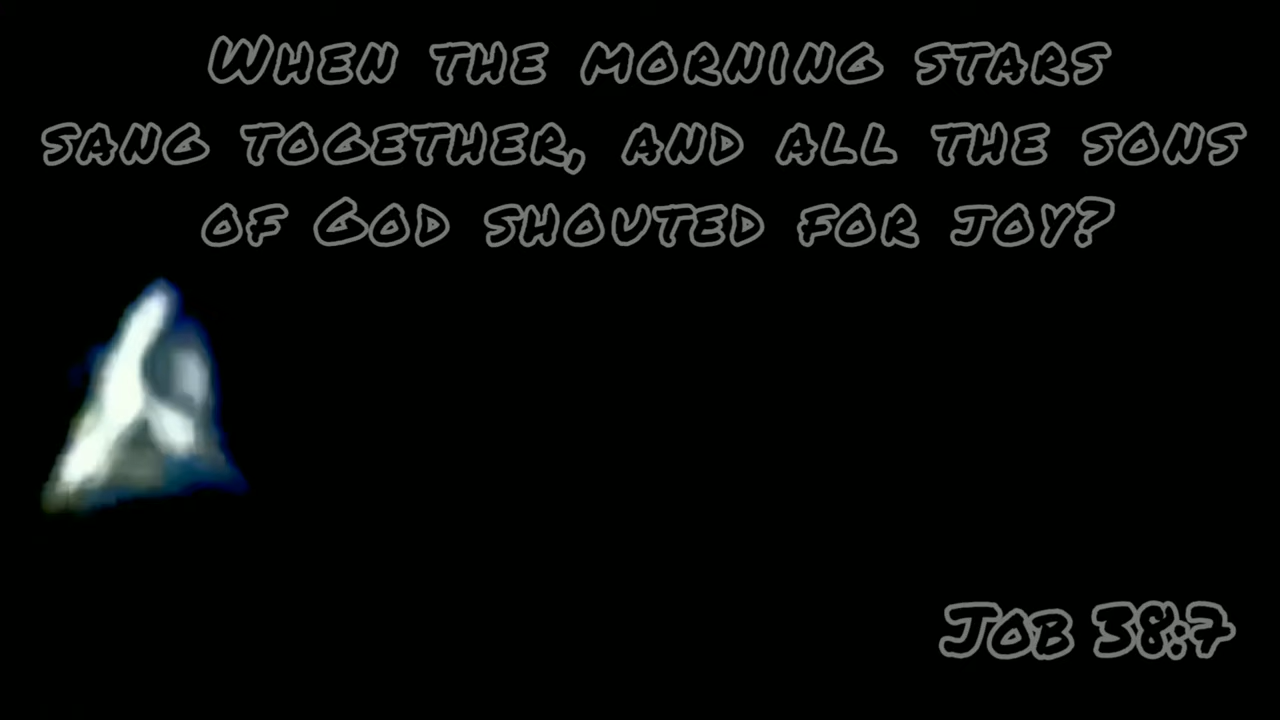 When the morning stars
sang together, and all the sons
of God shouted for joy?
Job 38:7